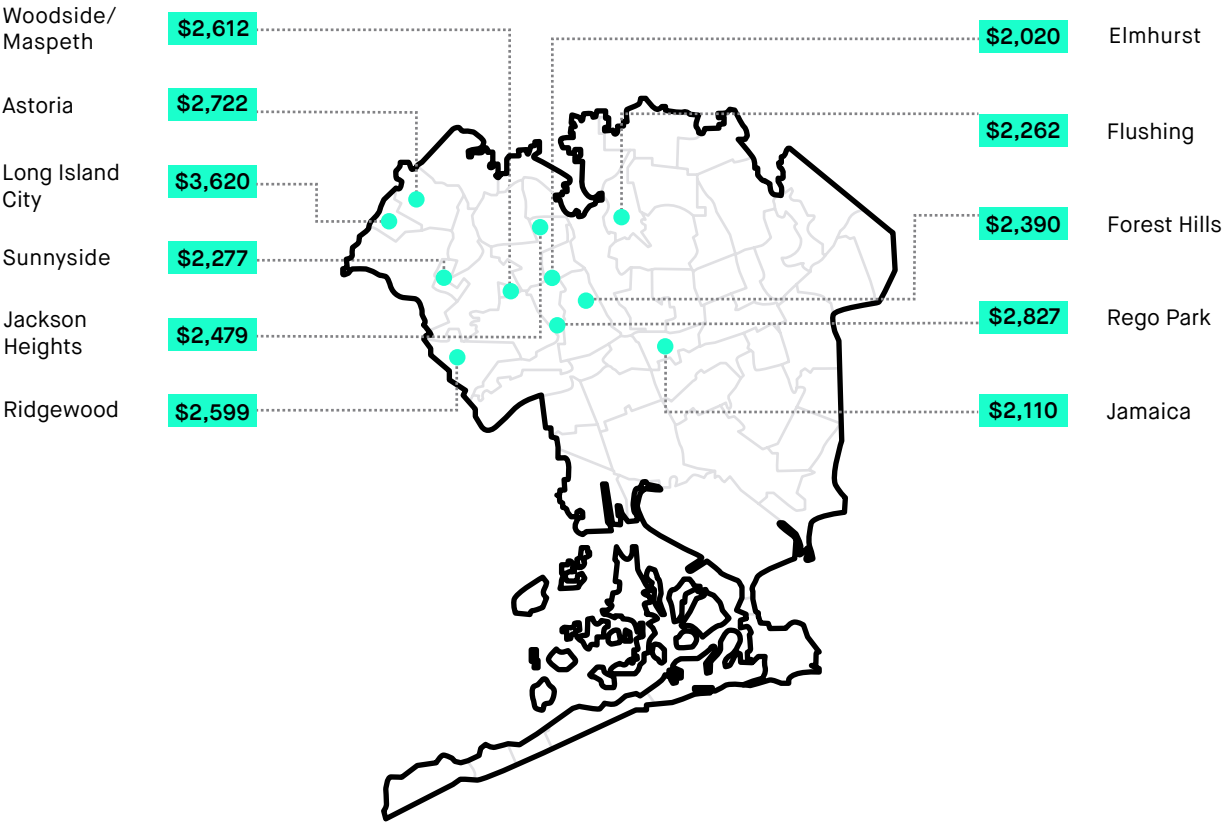 Woodside/
Maspeth
$2,612
Astoria
$2,722
Long Island
City
$3,620
Sunnyside
$2,277
Jackson
Heights
$2,479
Ridgewood
$2,599
$2,020 Elmhurst
$2,262 Flushing
$2,390 Forest Hills
$2,827 Rego Park
$2,110 Jamaica